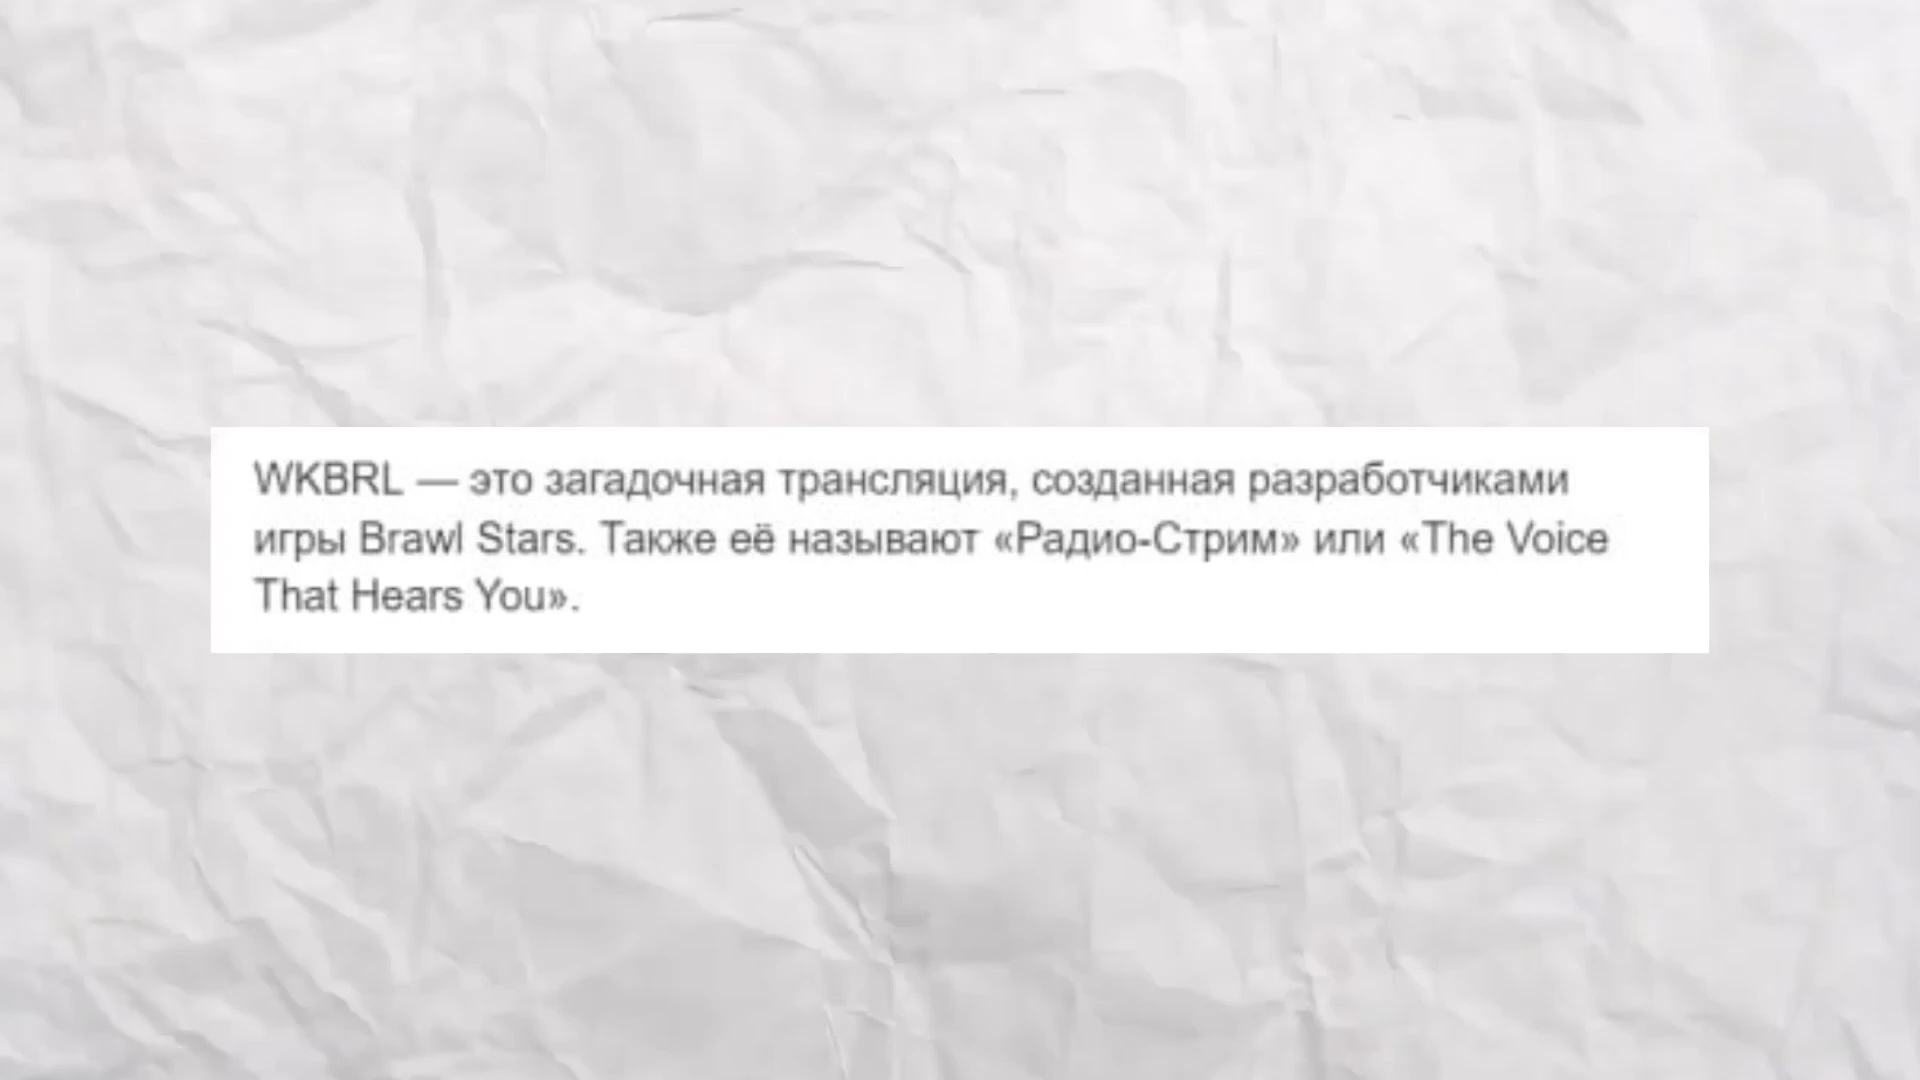 WKBRL — это загадочная трансляция, созданная разработчиками
игры Brawl Stars. Также её называют «Радио-Стрим» или «The Voice
That Hears You».